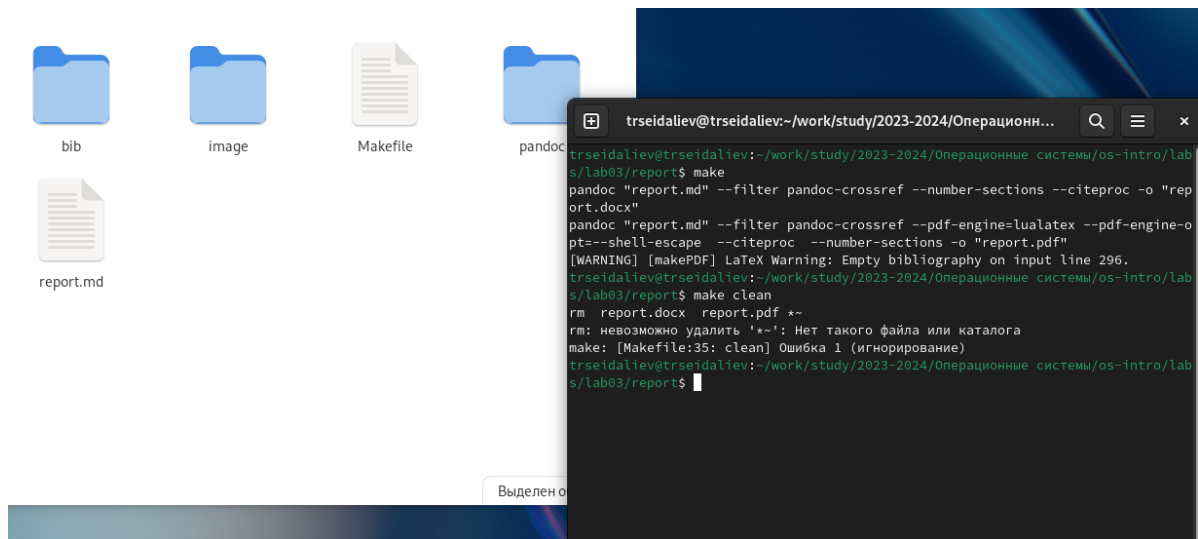 bib
image
Makefile
pandoc
report.md
Выделен о
trseidaliev@trseidaliev:~/work/study/2023-2024/Операционн...
trseidaliev@trseidaliev:~/work/study/2023-2024/Операционные системы/os-intro/lab
s/lab03/report$ make
pandoc "report.md" --filter pandoc-crossref --number-sections --citeproc -o "rep
ort.docx"
pandoc "report.md" --filter pandoc-crossref --pdf-engine=lualatex --pdf-engine-o
pt=--shell-escape  --citeproc  --number-sections -o "report.pdf"
[WARNING] [makePDF] LaTeX Warning: Empty bibliography on input line 296.
trseidaliev@trseidaliev:~/work/study/2023-2024/Операционные системы/os-intro/lab
s/lab03/report$ make clean
rm  report.docx  report.pdf *~
rm: невозможно удалить '*~': Нет такого файла или каталога
make: [Makefile:35: clean] Ошибка 1 (игнорирование)
trseidaliev@trseidaliev:~/work/study/2023-2024/Операционные системы/os-intro/lab
s/lab03/report$